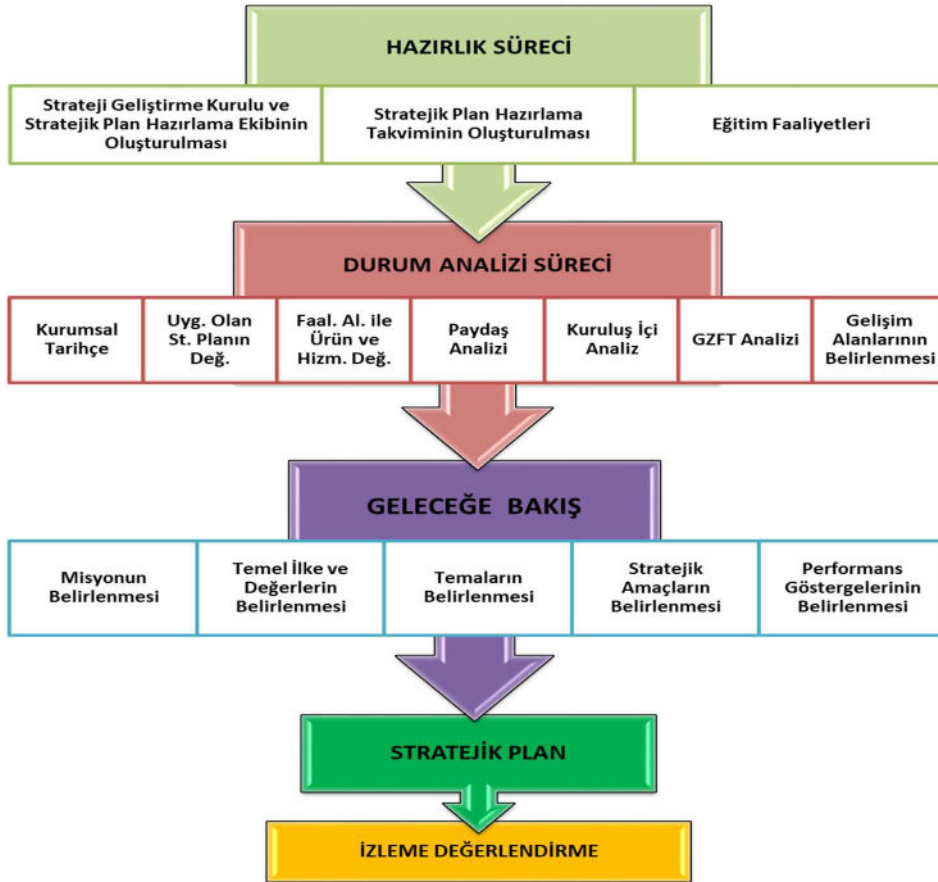 HAZIRLIK SÜRECİ
Strateji Geliştirme Kurulu ve
Stratejik Plan Hazırlama Ekibinin
Oluşturulması
Stratejik Plan Hazırlama
Takviminin Oluşturulması
Eğitim Faaliyetleri
DURUM ANALİZİ SÜRECİ
Kurumsal
Tarihçe
Uyg. Olan
St. Planın
Değ.
Faal. Al. ile
Ürün ve
Hizm. Değ.
Paydaş
Analizi
Kuruluş İçi
Analiz
GZFT Analizi
Gelişim
Alanlarının
Belirlenmesi
GELECEĞE BAKIŞ
Misyonun
Belirlenmesi
Temel İlke ve
Değerlerin
Belirlenmesi
Temaların
Belirlenmesi
Stratejik
Amaçların
Belirlenmesi
Performans
Göstergelerinin
Belirlenmesi
STRATEJİK PLAN
İZLEME DEĞERLENDİRME